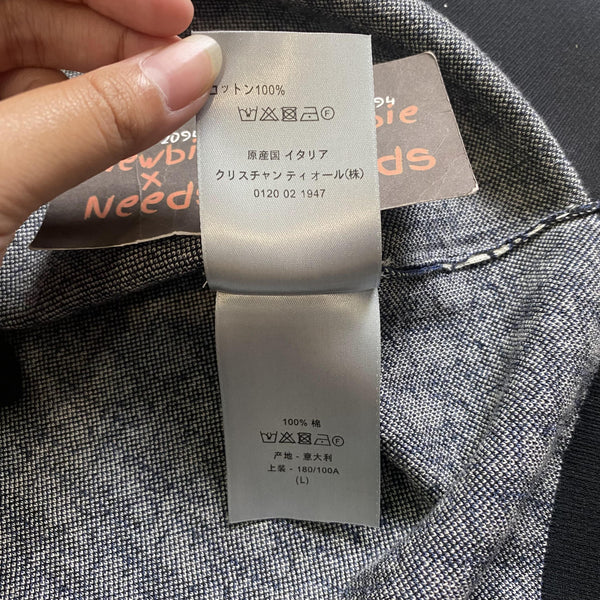 コットン100%
F
原産国 イタリア
クリスチャン ディオール(株)
0120 02 1947
100% 棉
F
产地 - 意大利
上装 - 180/100A
(L)
2094
Newbie
x
Needs